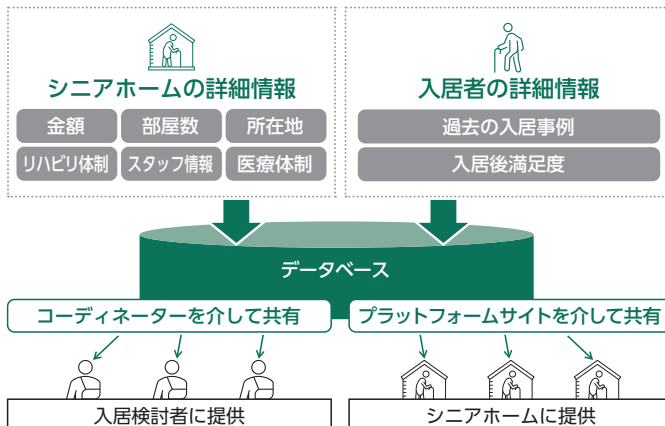 シニアホームの詳細情報
金額
部屋数
所在地
リハビリ体制
スタッフ情報
医療体制
入居者の詳細情報
過去の入居事例
入居後満足度
データベース
コーディネーターを介して共有
プラットフォームサイトを介して共有
入居検討者に提供
シニアホームに提供